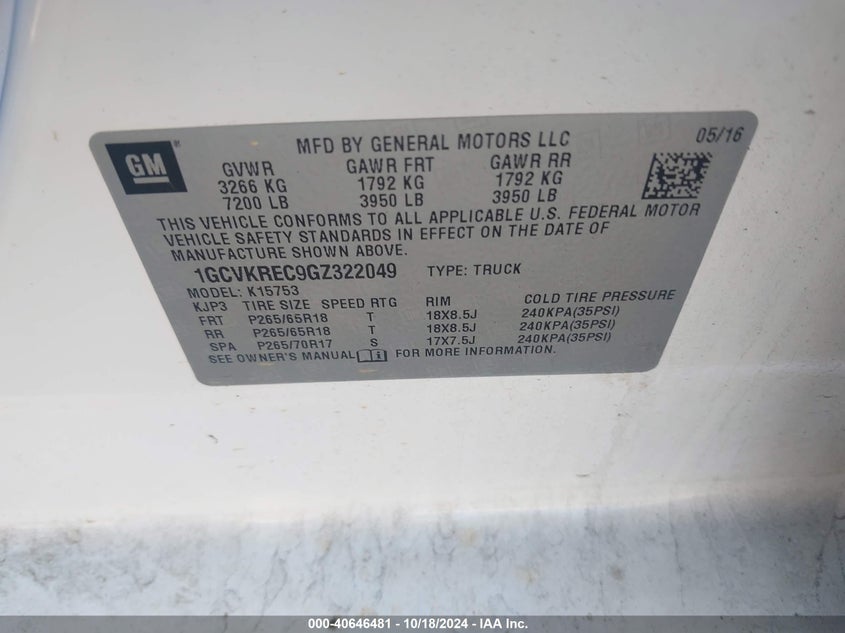 GM
MFD BY GENERAL MOTORS LLC 05/16
GVWR GAWR FRT GAWR RR
3266 KG 1792 KG 1792 KG
7200 LB 3950 LB 3950 LB
THIS VEHICLE CONFORMS TO ALL APPLICABLE U.S. FEDERAL MOTOR
VEHICLE SAFETY STANDARDS IN EFFECT ON THE DATE OF
MANUFACTURE SHOWN ABOVE.
1GCVKREC9GZ322049 TYPE: TRUCK
MODEL: K15753
KJP3 TIRE SIZE SPEED RTG RIM COLD TIRE PRESSURE
FRT P265/65R18 T 18X8.5J 240KPA(35PSI)
RR P265/65R18 T 18X8.5J 240KPA(35PSI)
SPA P265/70R17 S 17X7.5J 240KPA(35PSI)
SEE OWNER'S MANUAL FOR MORE INFORMATION.
000-40646481 - 10/18/2024 - IAA Inc.